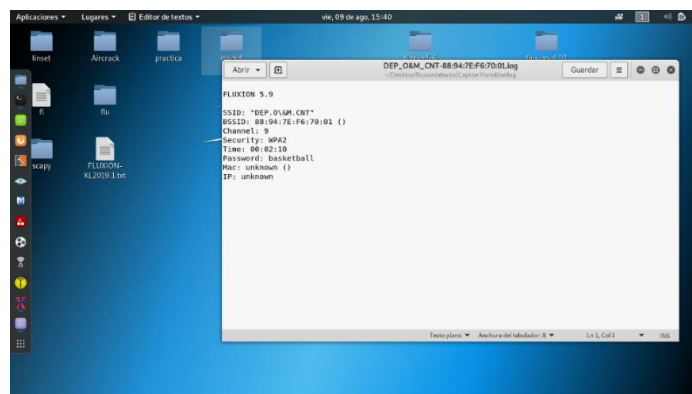 Aplicaciones Lugares Editor de textos vie, 09 de ago, 15:40 1
linset Aircrack practica
fl flu
scapy FLUXION-
KL2019.1.txt
Abrir DEP_O&M_CNT-88:94:7E:F6:70:01.log Guardar
FLUXION 5.9
SSID: "DEP.O\&M.CNT"
BSSID: 88:94:7E:F6:70:01 ()
Channel: 9
Security: WPA2
Time: 00:02:10
Password: basketball
Mac: unknown ()
IP: unknown
Texto plano Anchura del tabulador: 8 Ln 1, Col 1 INS